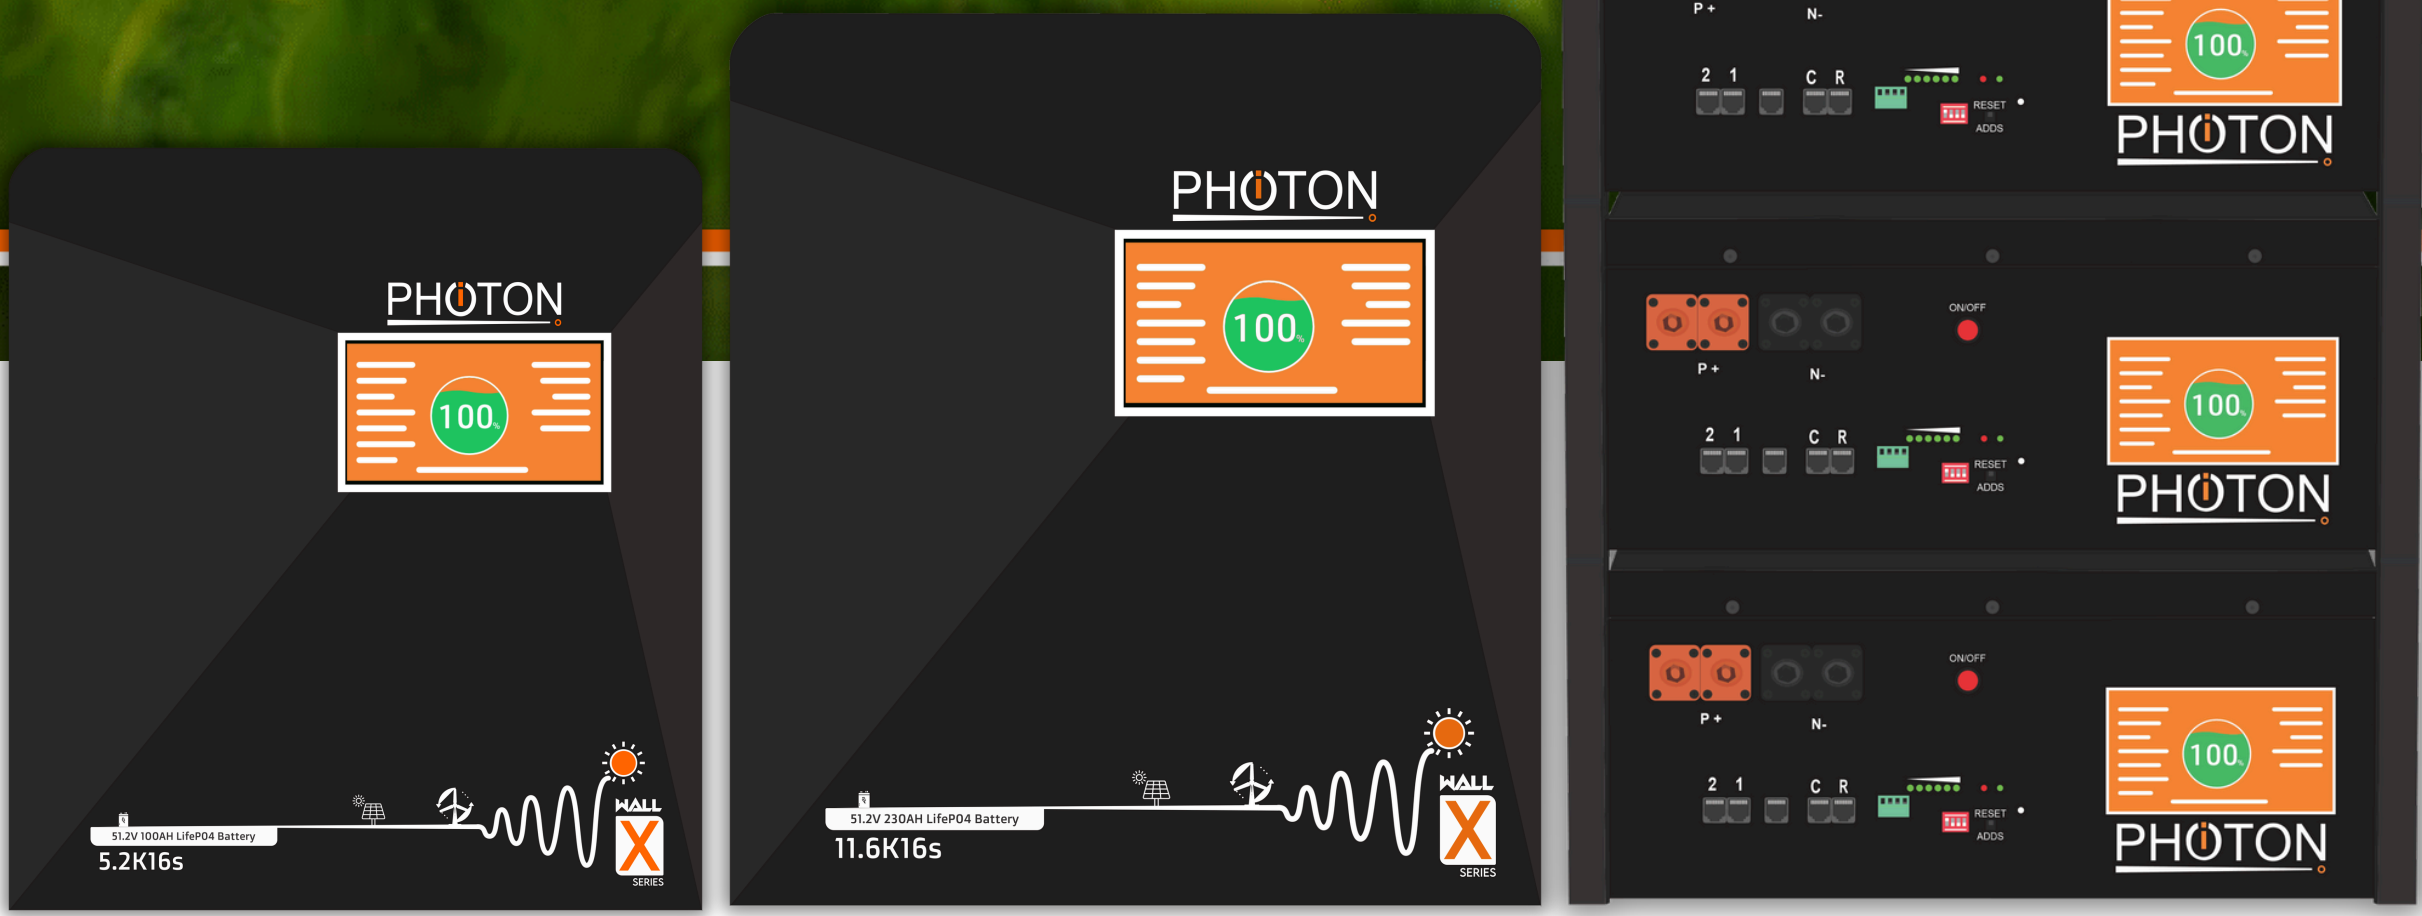 PHOTON
100%
51.2V 100AH LifePO4 Battery
5.2K16s
WALL
X
SERIES
PHOTON
100%
51.2V 230AH LifePO4 Battery
11.6K16s
WALL
X
SERIES
P+ N-
2 1 C R
RESET
ADDS
100%
PHOTON
ON/OFF
P+ N-
2 1 C R
RESET
ADDS
100%
PHOTON
ON/OFF
P+ N-
2 1 C R
RESET
ADDS
100%
PHOTON